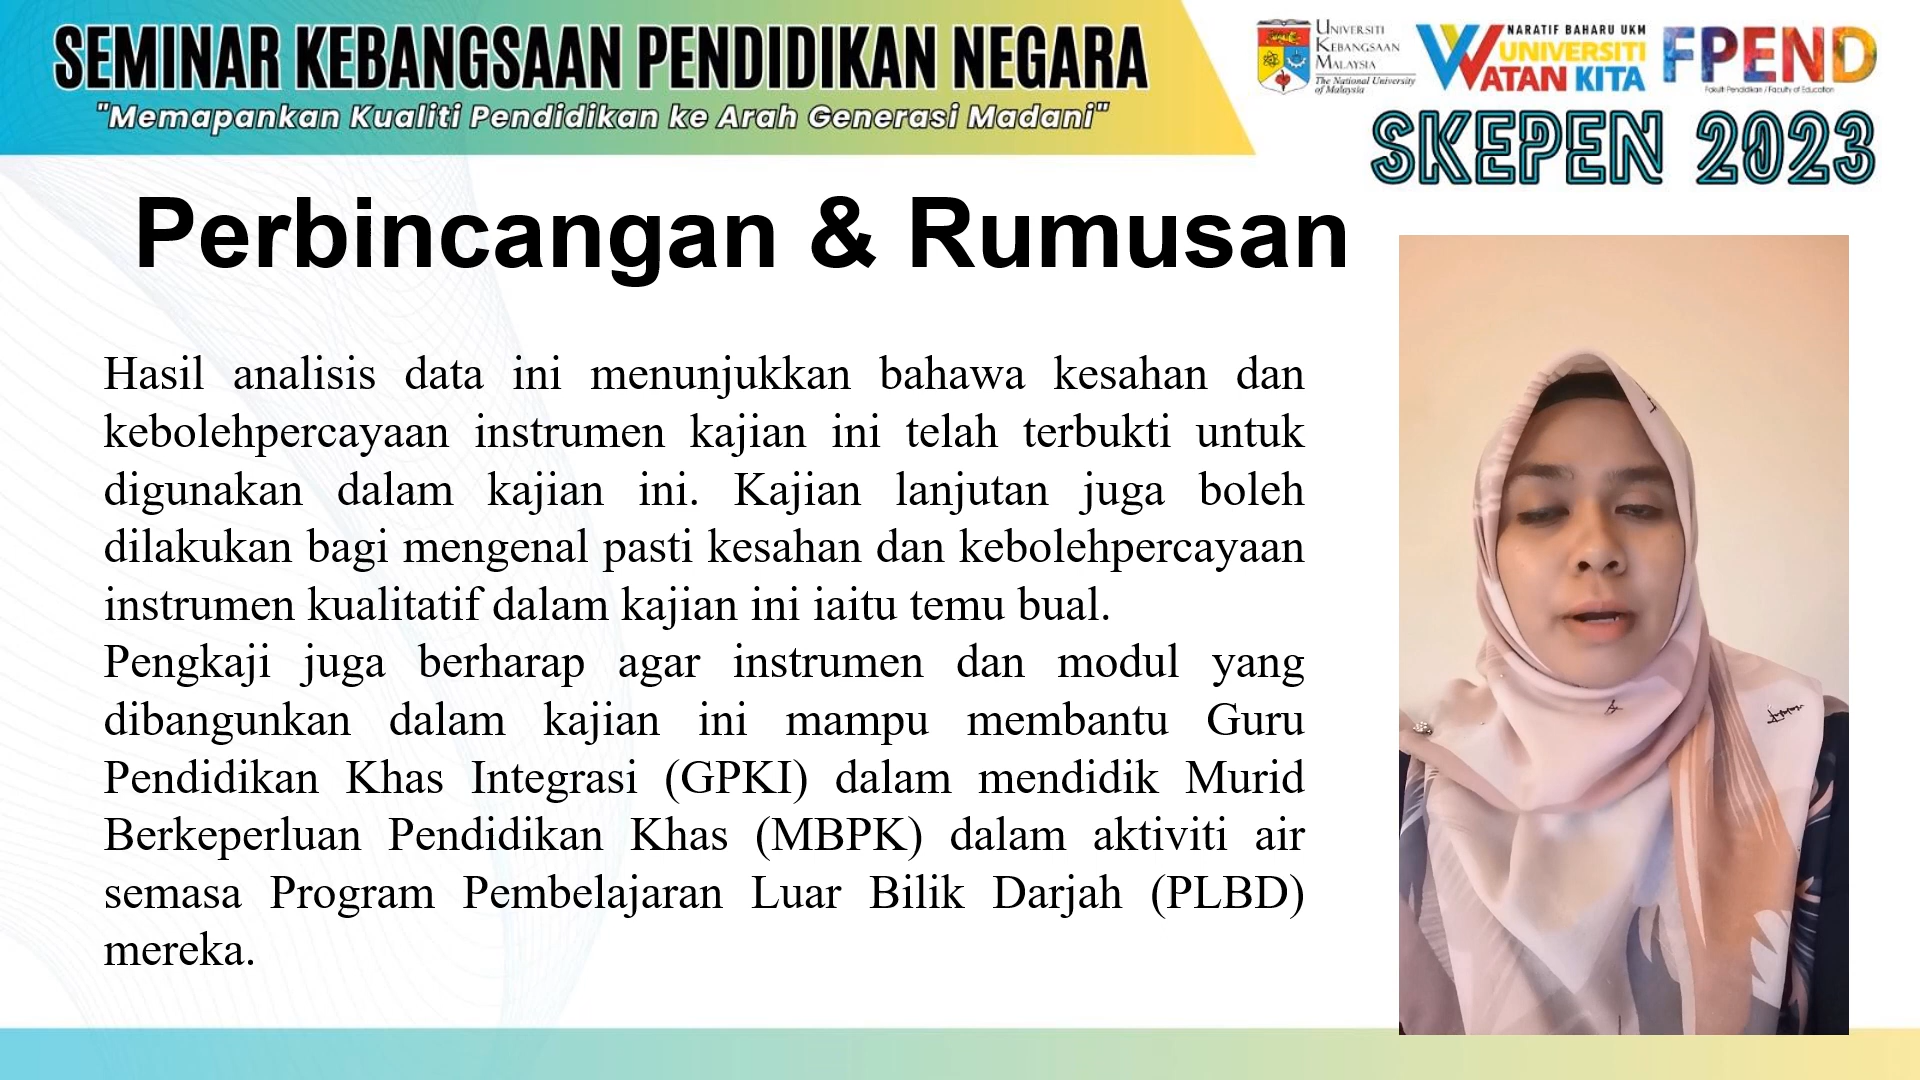 SEMINAR KEBANGSAAN PENDIDIKAN NEGARA
"Memapankan Kualiti Pendidikan ke Arah Generasi Madani"
UNIVERSITI
KEBANGSAAN
MALAYSIA
The National University
of Malaysia
NARATIF BAHARU UKM
UNIVERSITI
WATAN KITA
FPEND
Fakulti Pendidikan / Faculty of Education
SKEPEN 2023
Perbincangan & Rumusan
Hasil analisis data ini menunjukkan bahawa kesahan dan
kebolehpercayaan instrumen kajian ini telah terbukti untuk
digunakan dalam kajian ini. Kajian lanjutan juga boleh
dilakukan bagi mengenal pasti kesahan dan kebolehpercayaan
instrumen kualitatif dalam kajian ini iaitu temu bual.
Pengkaji juga berharap agar instrumen dan modul yang
dibangunkan dalam kajian ini mampu membantu Guru
Pendidikan Khas Integrasi (GPKI) dalam mendidik Murid
Berkeperluan Pendidikan Khas (MBPK) dalam aktiviti air
semasa Program Pembelajaran Luar Bilik Darjah (PLBD)
mereka.